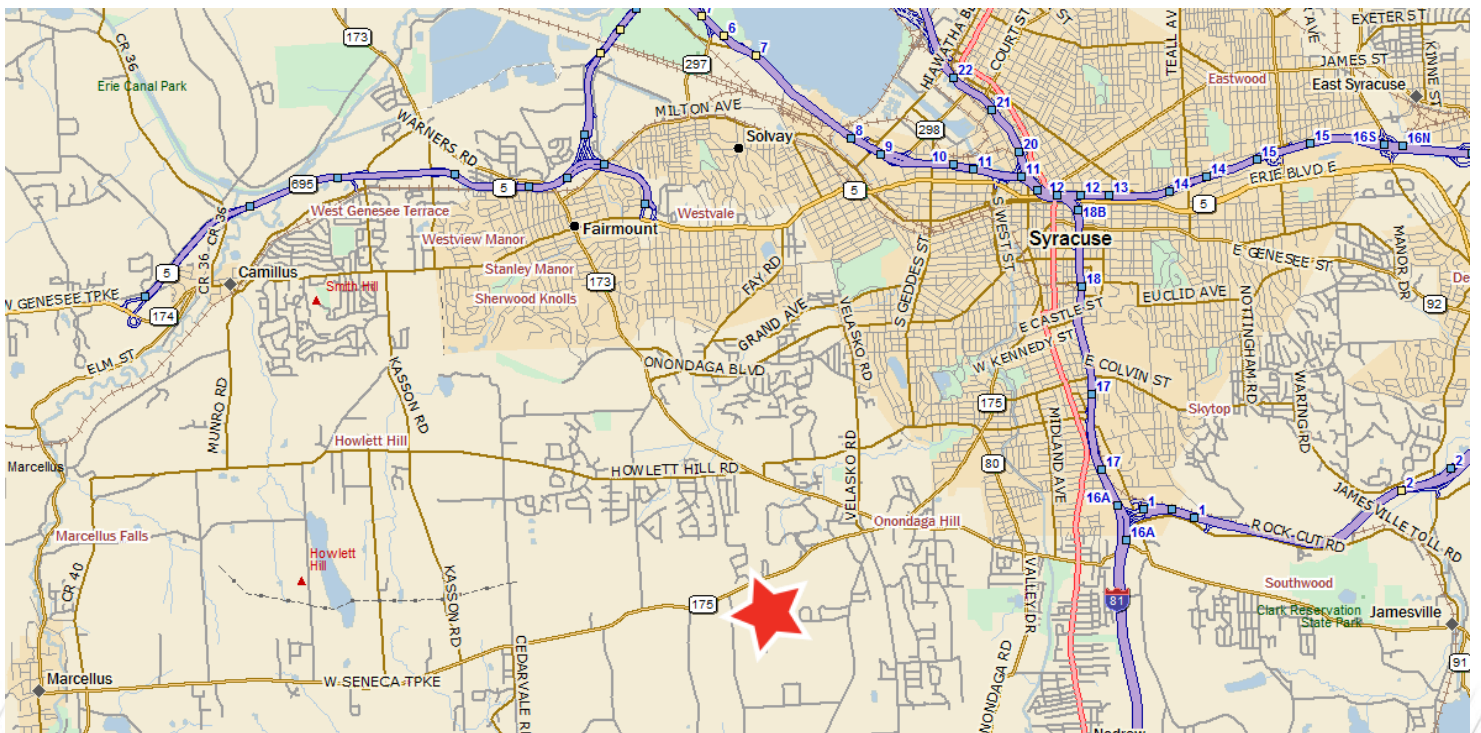 CR 36
173
6
7
297
HIAWATHA BL
COURT ST
ST
TEALL AV
AVE
EXETER ST
JAMES ST
KINNE ST
Eastwood
East Syracuse
Erie Canal Park
WARNERS RD
MILTON AVE
Solvay
22
21
298
20
8
9
10
11
11
12
12
13
14
14
15
15
16S
16N
695
5
5
ERIE BLVD E
5
West Genesee Terrace
Westvale
Fairmount
Westview Manor
18B
Syracuse
S WEST ST
E GENESEE ST
MANOR DR
De
CR 36
CR 36
5
Camillus
Stanley Manor
173
FAY RD
S GEDDES ST
18
EUCLID AVE
NOTTINGHAM RD
92
W GENESEE TPKE
174
Smith Hill
Sherwood Knolls
GRAND AVE
VELASKO RD
E CASTLE ST
W KENNEDY ST
ELM ST
KASSON RD
ONONDAGA BLVD
E COLVIN ST
WARING RD
MUNRO RD
17
175
Skytop
MIDLAND AVE
Howlett Hill
HOWLETT HILL RD
VELASKO RD
80
17
2
2
Marcellus
16A
1
1
JAMESVILLE TOLL RD
Marcellus Falls
Onondaga Hill
16A
ROCK CUT RD
Howlett
Hill
CR 40
KASSON RD
VALLEY DR
Southwood
81
175
Clark Reservation
State Park
Jamesville
CEDARVALE R
ONONDAGA RD
91
Marcellus
W SENECA TPKE